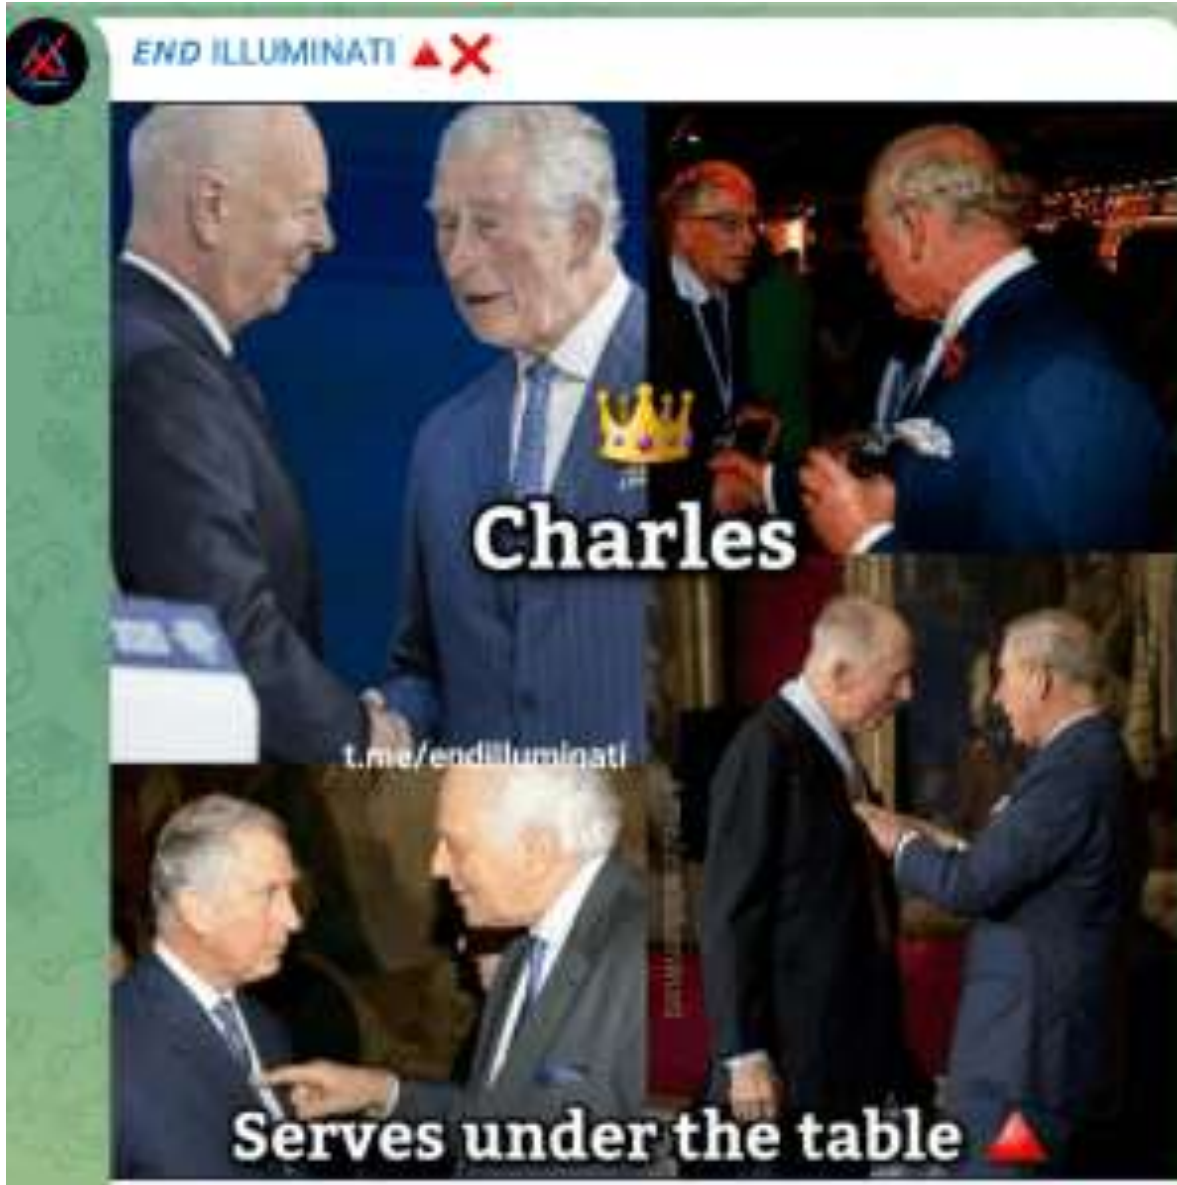 END ILLUMINATI
Charles
t.me/endilluminati
Serves under the table